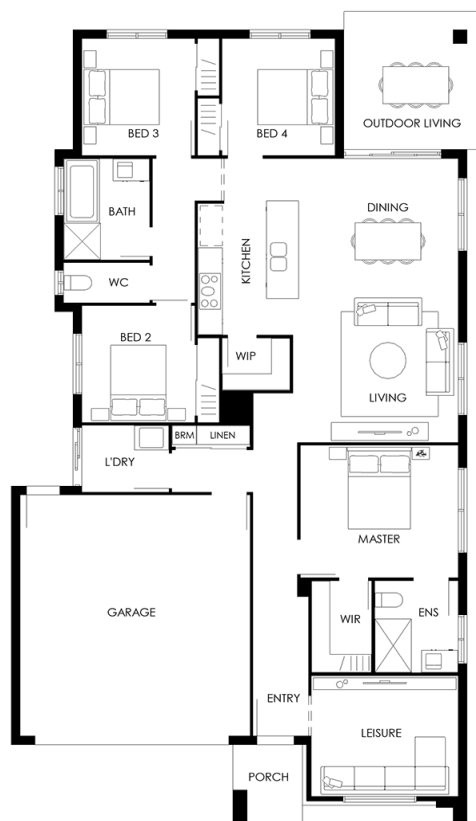 OUTDOOR LIVING
BED 3
BED 4
BATH
DINING
KITCHEN
WC
BED 2
WIP
LIVING
BRM
LINEN
L'DRY
MASTER
GARAGE
WIR
ENS
ENTRY
LEISURE
PORCH